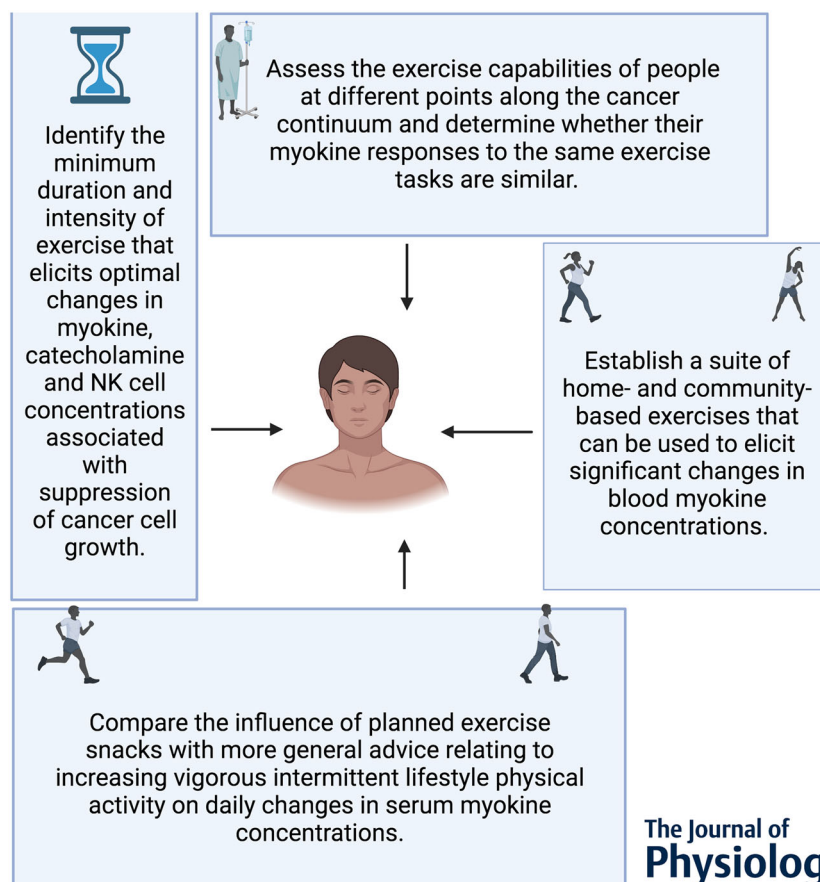 Identify the
minimum
duration and
intensity of
exercise that
elicits optimal
changes in
myokine,
catecholamine
and NK cell
concentrations
associated
with
suppression
of cancer cell
growth.
Assess the exercise capabilities of people
at different points along the cancer
continuum and determine whether their
myokine responses to the same exercise
tasks are similar.
Establish a suite of
home- and community-
based exercises that
can be used to elicit
significant changes in
blood myokine
concentrations.
Compare the influence of planned exercise
snacks with more general advice relating to
increasing vigorous intermittent lifestyle physical
activity on daily changes in serum myokine
concentrations.
The Journal of
Physiolog